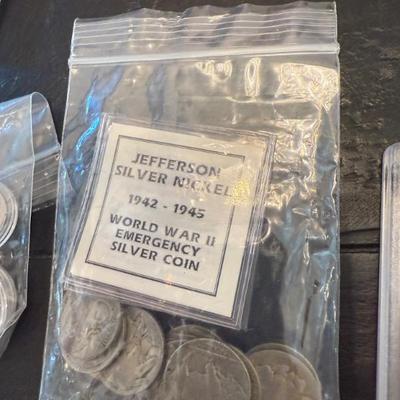 JEFFERSON
SILVER NICKEL
1942 - 1945
WORLD WAR II
EMERGENCY
SILVER COIN